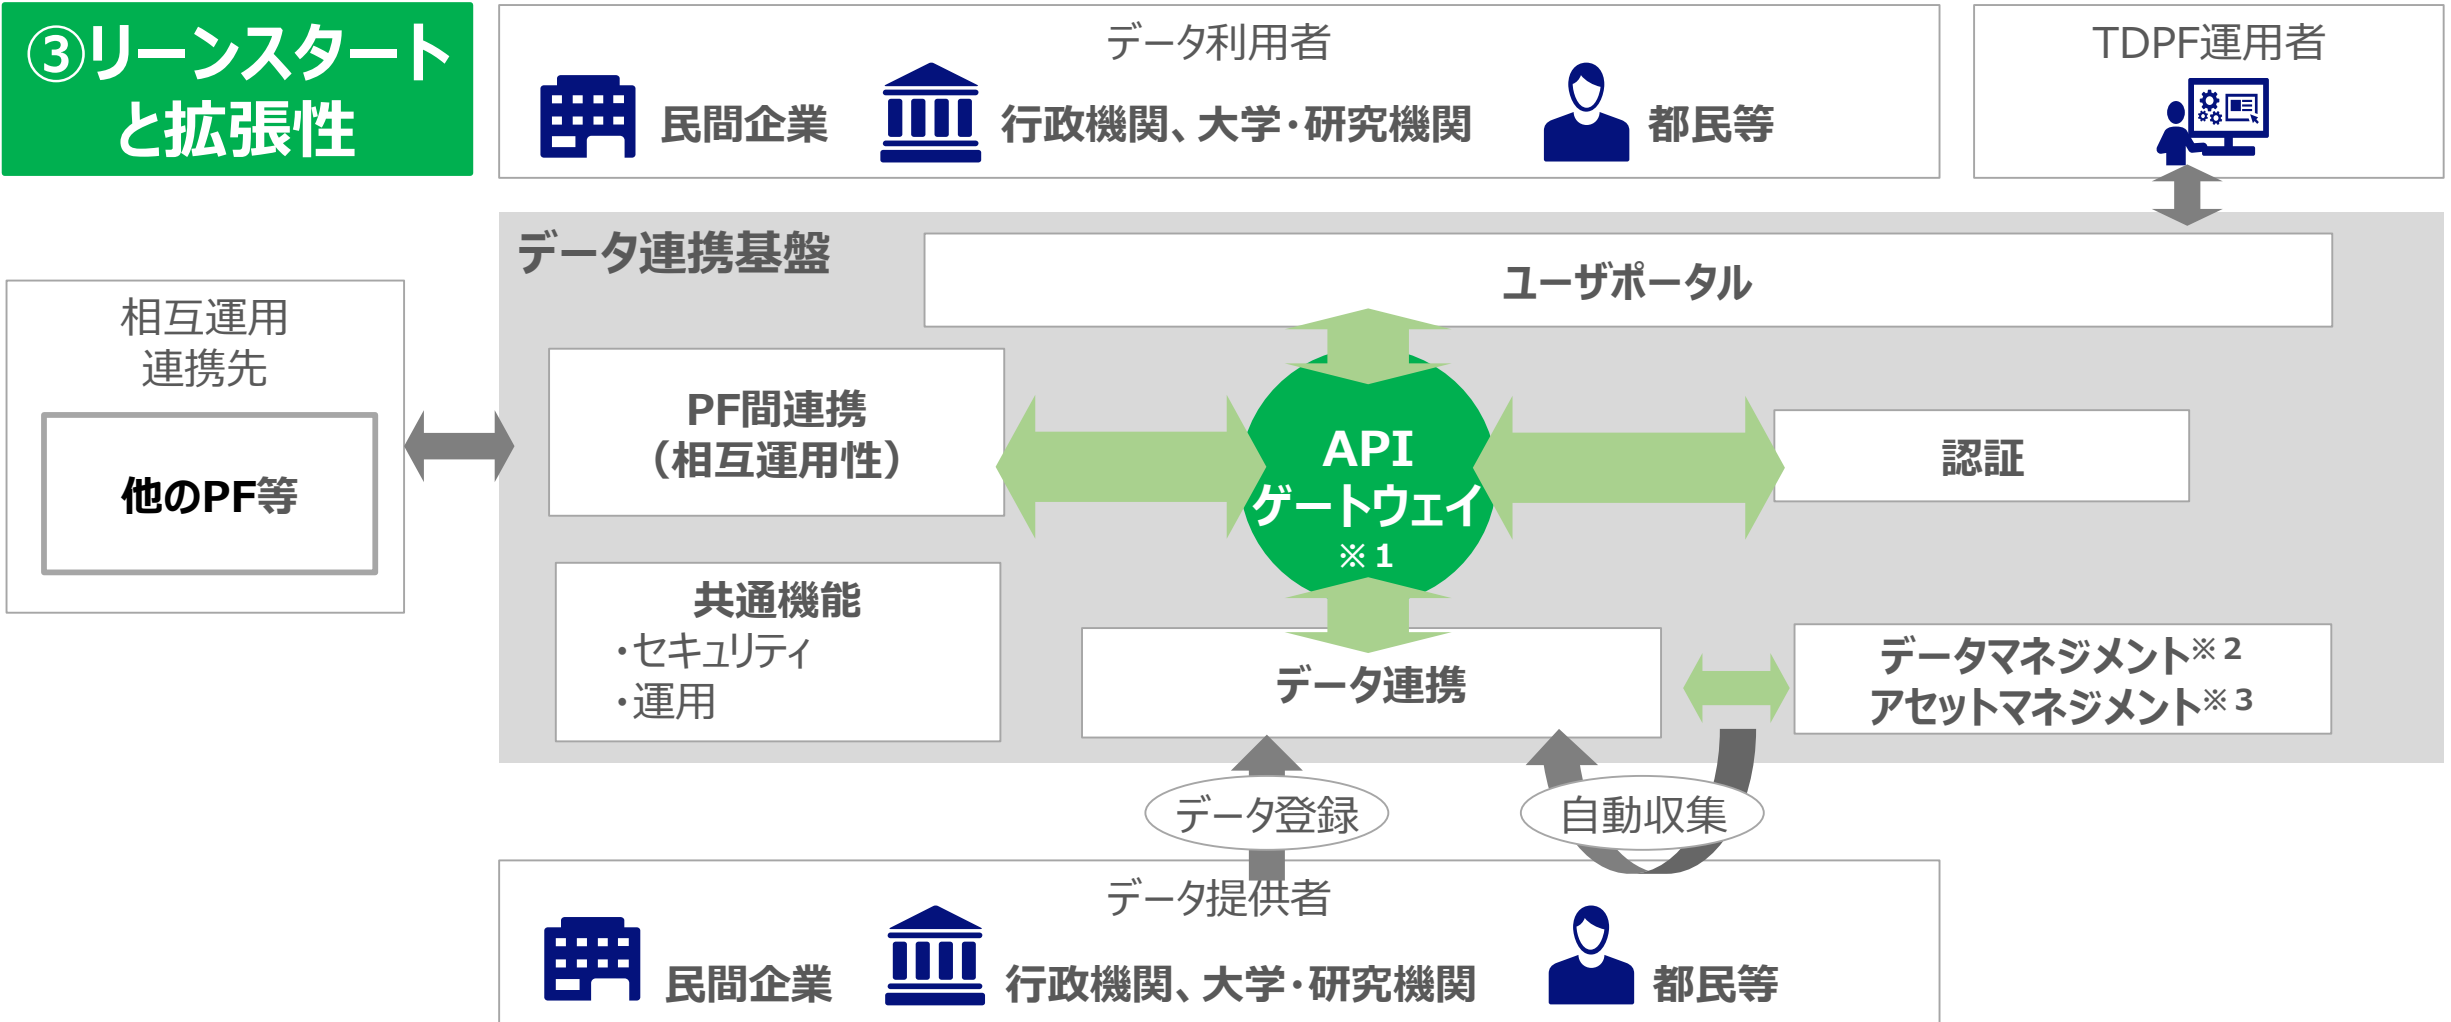 ③リーンスタート
と拡張性
データ利用者
民間企業
行政機関、大学・研究機関
都民等
TDPF運用者
データ連携基盤
ユーザポータル
相互運用
連携先
他のPF等
PF間連携
（相互運用性）
API
ゲートウェイ
※1
認証
共通機能
・セキュリティ
・運用
データ連携
データマネジメント※2
アセットマネジメント※3
データ登録
自動収集
データ提供者
民間企業
行政機関、大学・研究機関
都民等